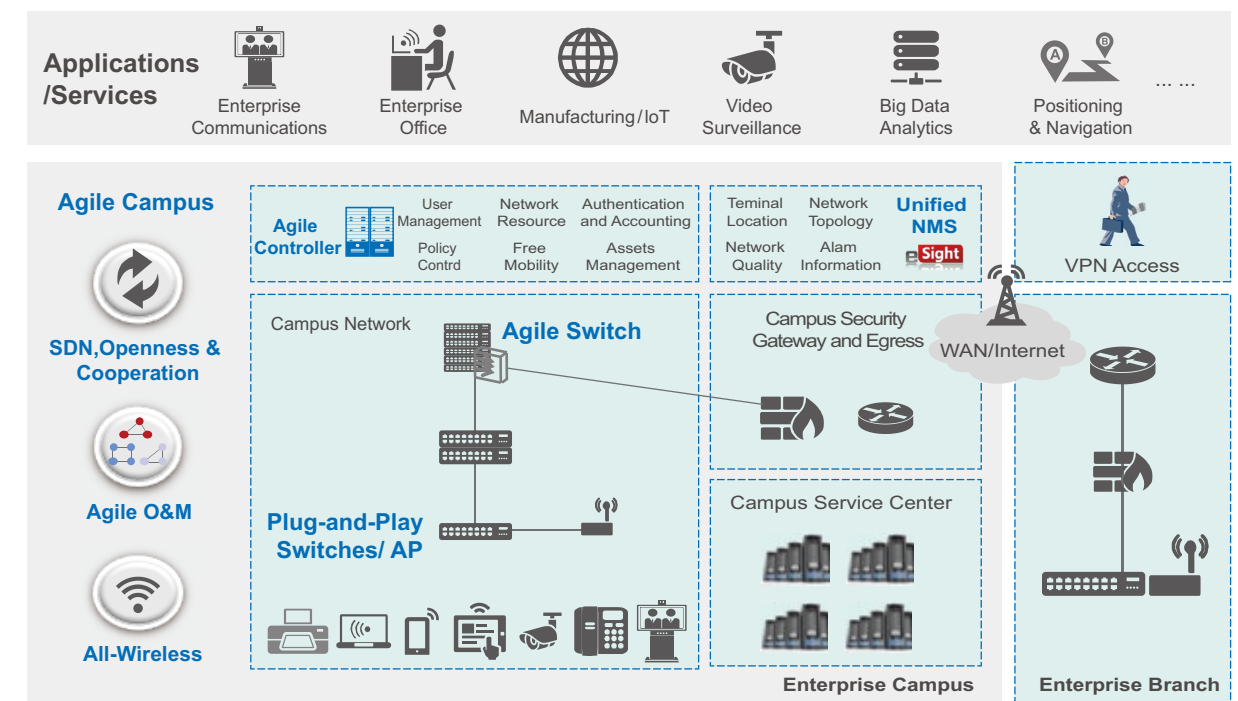 Applications
/Services
Enterprise
Communications
Enterprise
Office
Manufacturing/IoT
Video
Surveillance
Big Data
Analytics
A
B
Positioning
& Navigation
... ...
Agile Campus
SDN,Openness &
Cooperation
Agile O&M
All-Wireless
Agile
Controller
User
Management
Network
Resource
Authentication
and Accounting
Policy
Contrd
Free
Mobility
Assets
Management
Teminal
Location
Network
Topology
Unified
NMS
Network
Quality
Alam
Information
eSight
VPN Access
Campus Network
Agile Switch
Plug-and-Play
Switches/ AP
Campus Security
Gateway and Egress
WAN/Internet
Campus Service Center
Enterprise Campus
Enterprise Branch